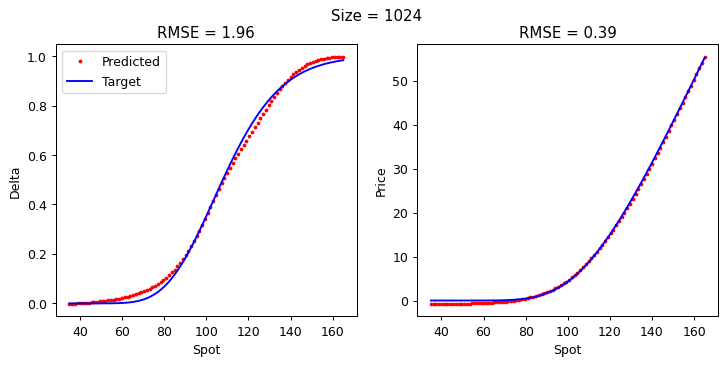 Size = 1024
RMSE = 1.96
Predicted
Target
Delta
1.0
0.8
0.6
0.4
0.2
0.0
40 60 80 100 120 140 160
Spot
RMSE = 0.39
Price
50
40
30
20
10
0
40 60 80 100 120 140 160
Spot